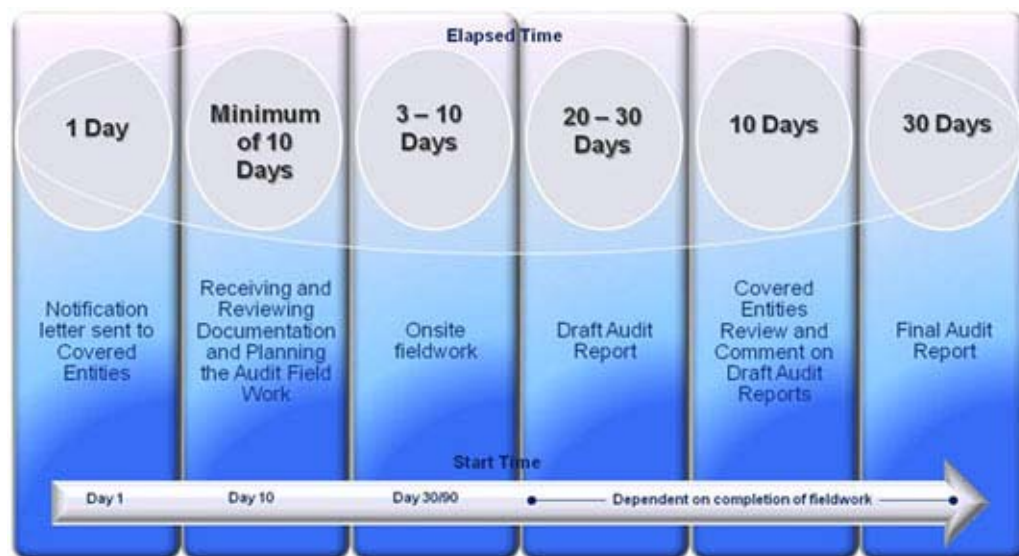 Elapsed Time
1 Day
Minimum
of 10
Days
3 – 10
Days
20 – 30
Days
10 Days
30 Days
Notification
letter sent to
Covered
Entities
Receiving and
Reviewing
Documentation
and Planning
the Audit Field
Work
Onsite
fieldwork
Draft Audit
Report
Covered
Entities
Review and
Comment on
Draft Audit
Reports
Final Audit
Report
Start Time
Day 1
Day 10
Day 30/90
Dependent on completion of fieldwork